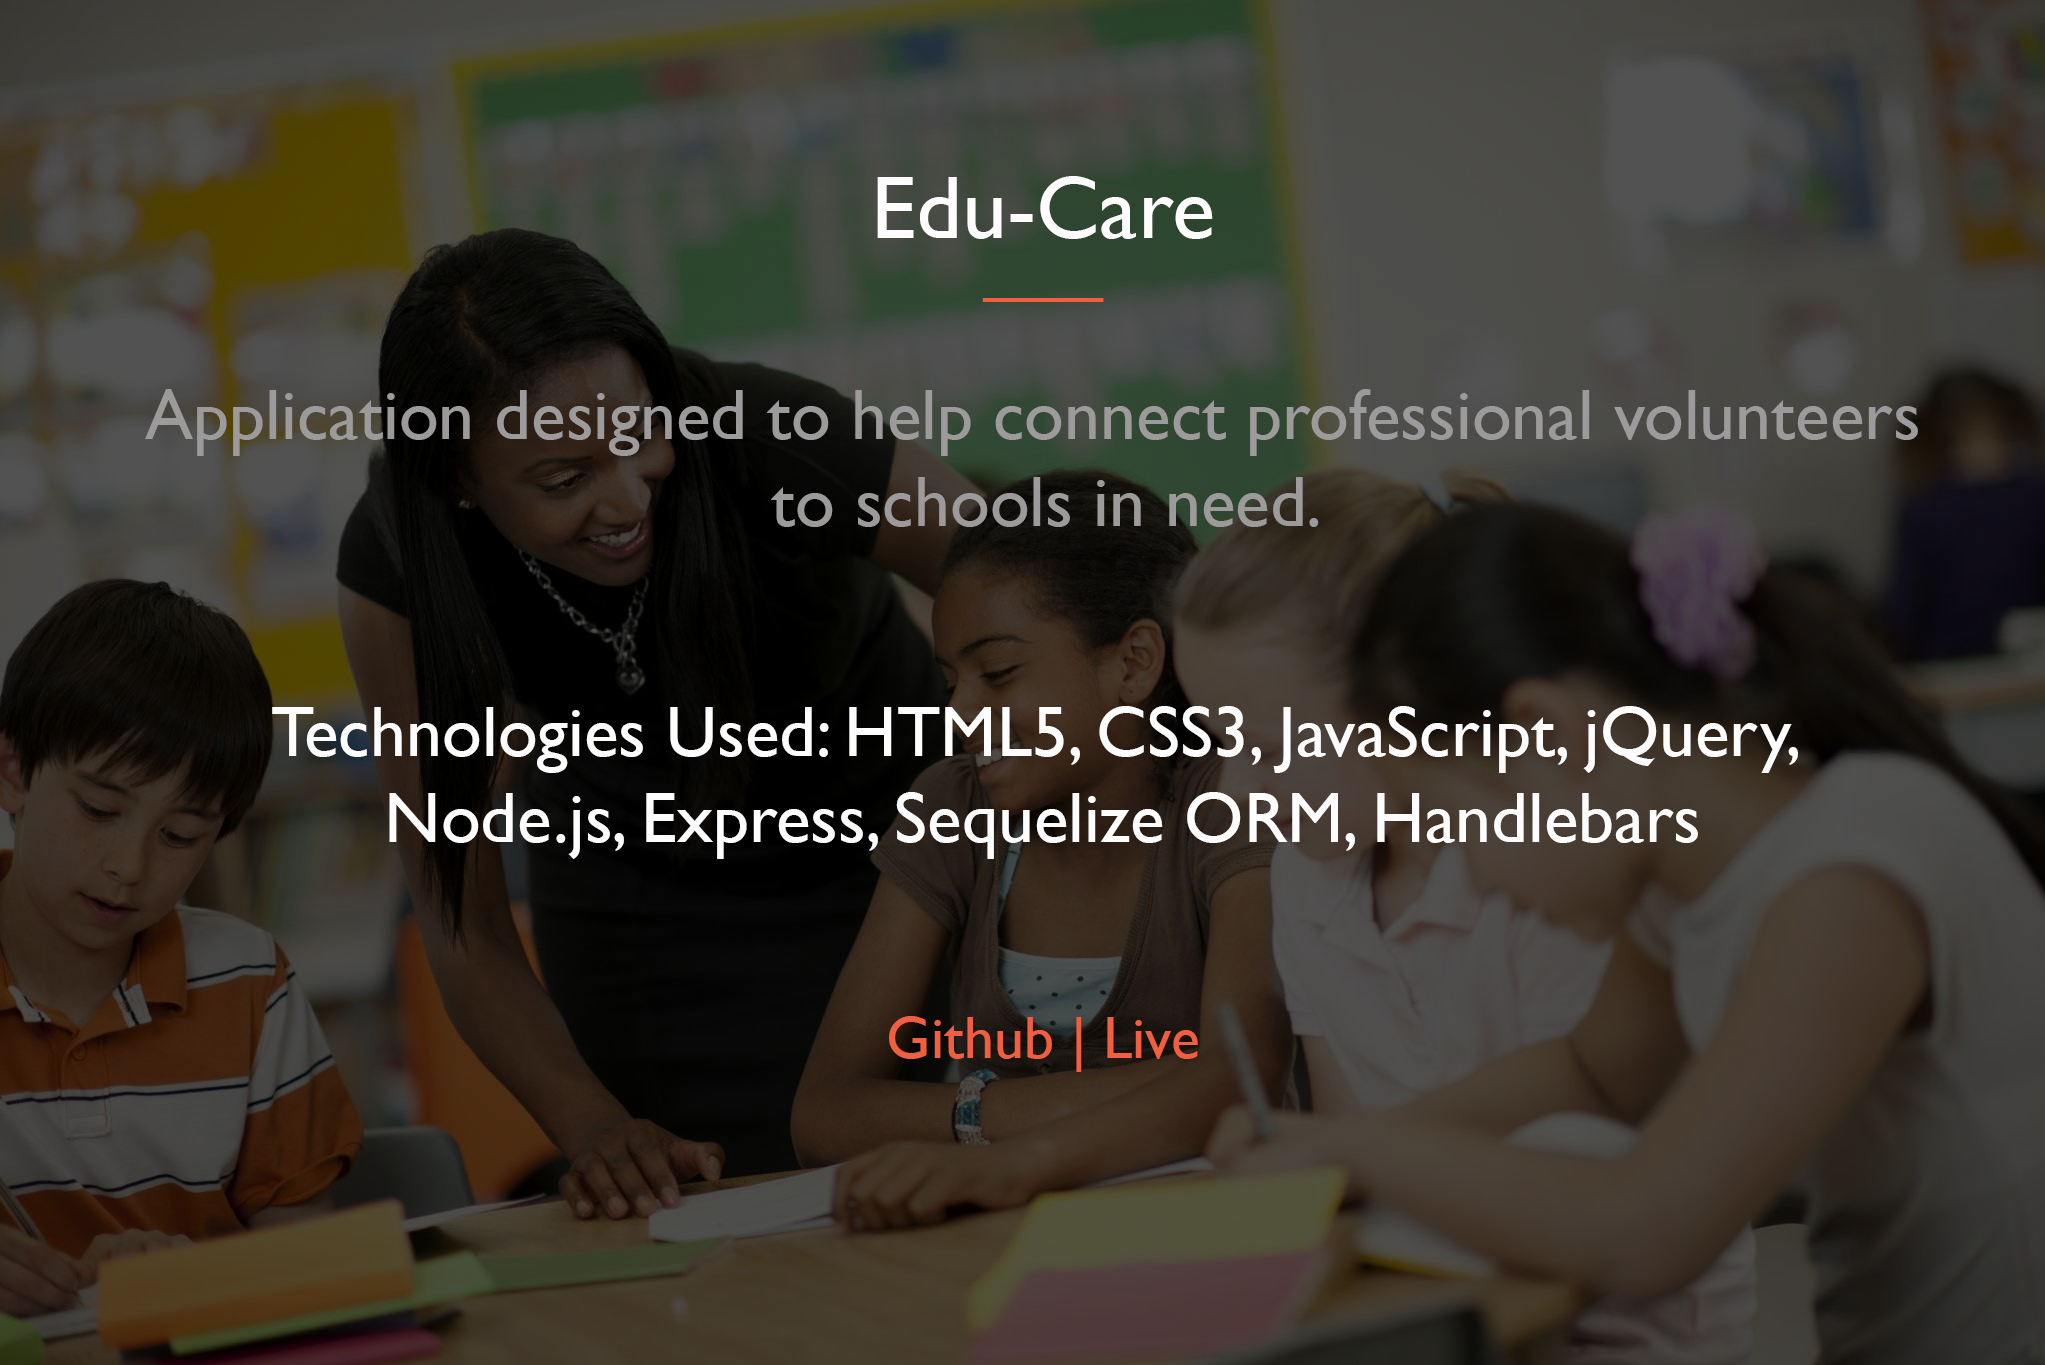 Edu-Care
Application designed to help connect professional volunteers
to schools in need.
Technologies Used: HTML5, CSS3, JavaScript, jQuery,
Node.js, Express, Sequelize ORM, Handlebars
Github | Live